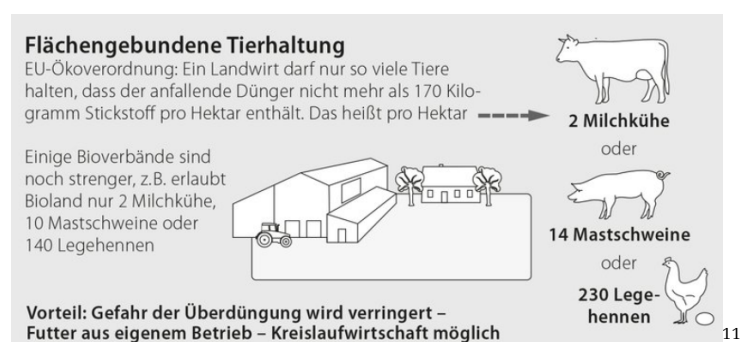 Flächengebundene Tierhaltung
EU-Ökoverordnung: Ein Landwirt darf nur so viele Tiere
halten, dass der anfallende Dünger nicht mehr als 170 Kilo-
gramm Stickstoff pro Hektar enthält. Das heißt pro Hektar
2 Milchkühe
oder
14 Mastschweine
oder
230 Lege-
hennen
Einige Bioverbände sind
noch strenger, z.B. erlaubt
Bioland nur 2 Milchkühe,
10 Mastschweine oder
140 Legehennen
Vorteil: Gefahr der Überdüngung wird verringert –
Futter aus eigenem Betrieb – Kreislaufwirtschaft möglich
11